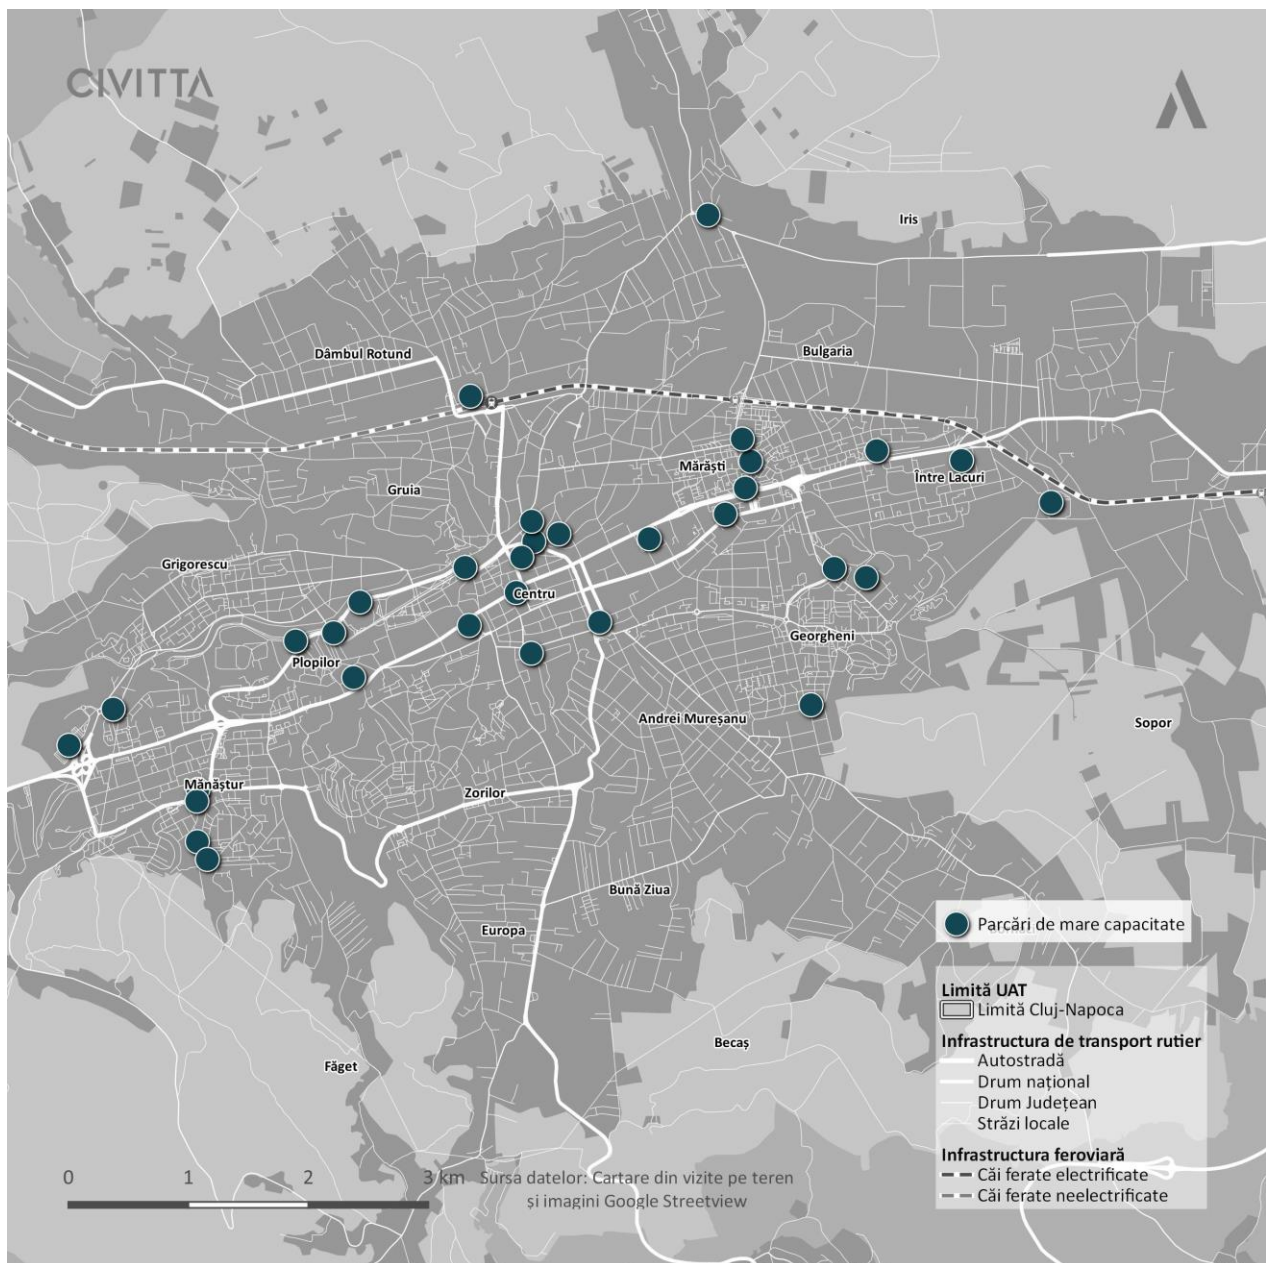 CIVITTA
Iris
Dâmbul Rotund
Bulgaria
Mărăști
Între Lacuri
Gruia
Grigorescu
Centru
Georgheni
Plopilor
Andrei Mureșanu
Sopor
Mănăștur
Zorilor
Bună Ziua
Europa
Becaș
Făget
Parcări de mare capacitate
Limită UAT
Limită Cluj-Napoca
Infrastructura de transport rutier
Autostradă
Drum național
Drum Județean
Străzi locale
Infrastructura feroviară
Căi ferate electrificate
Căi ferate neelectrificate
0 1 2 3 km
Sursa datelor: Cartare din vizite pe teren
și imagini Google Streetview